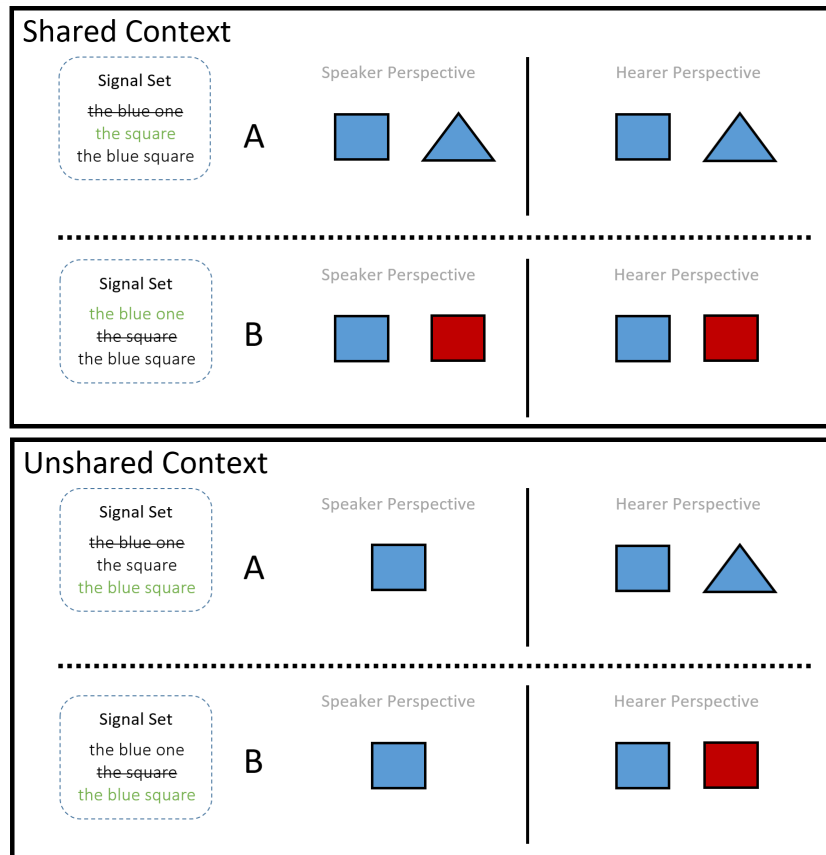 Shared Context
Signal Set
the blue one
the square
the blue square
A
Speaker Perspective
Hearer Perspective
Signal Set
the blue one
the square
the blue square
B
Speaker Perspective
Hearer Perspective
Unshared Context
Signal Set
the blue one
the square
the blue square
A
Speaker Perspective
Hearer Perspective
Signal Set
the blue one
the square
the blue square
B
Speaker Perspective
Hearer Perspective